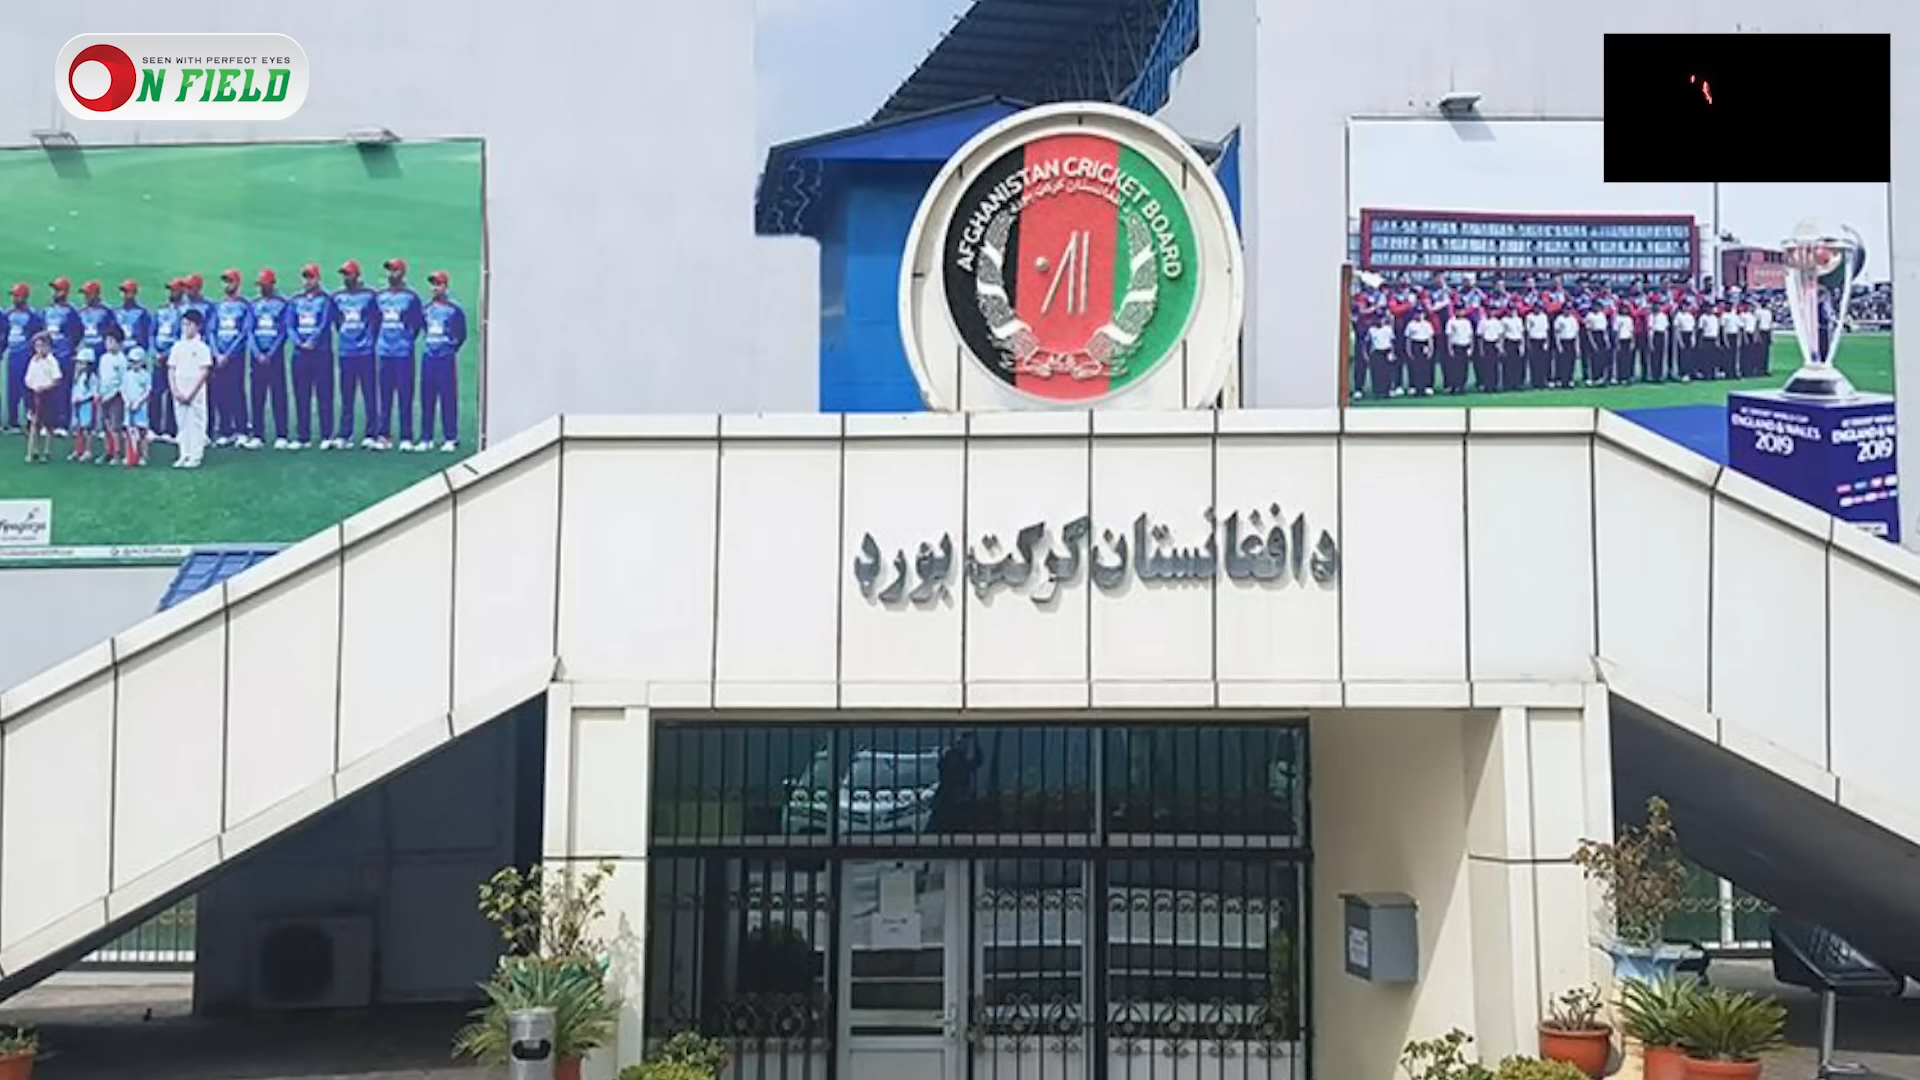 SEEN WITH PERFECT EYES
ON FIELD
AFGHANISTAN CRICKET BOARD
د افغانستان کرکټ بورډ
ENGLAND & WALES
2019
ENGLAND & WALES
2019